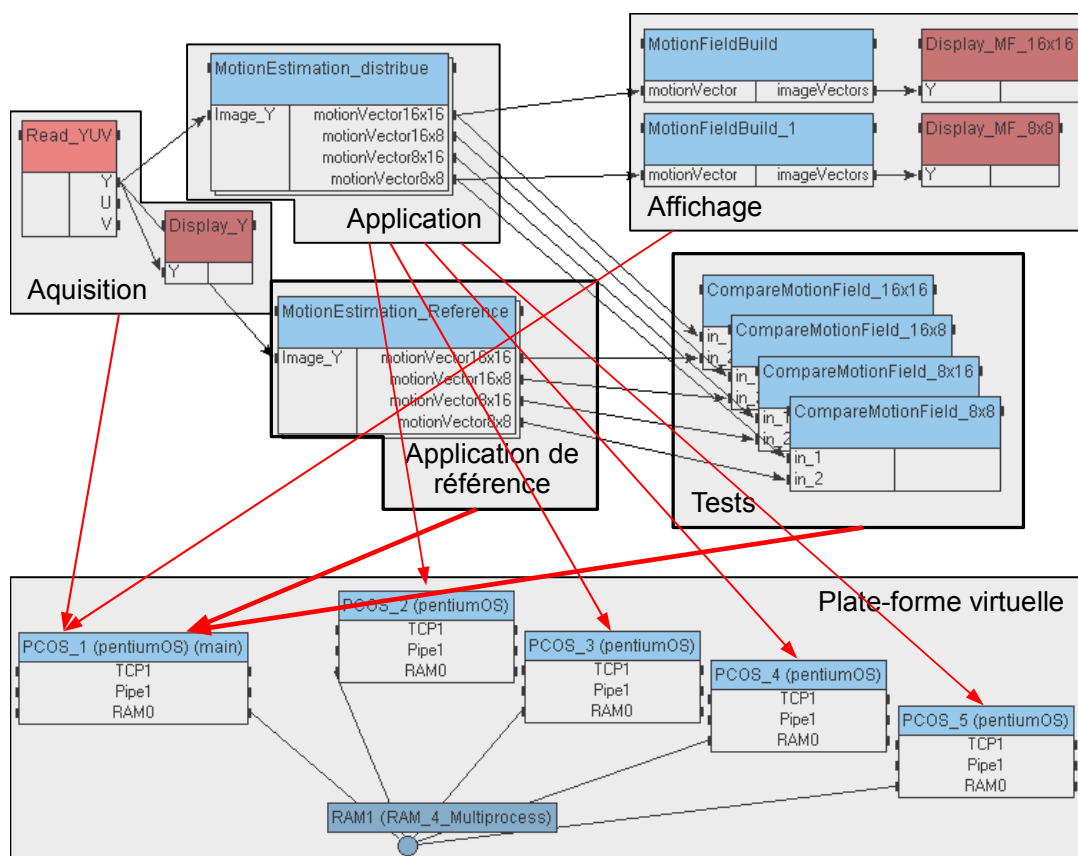 Read_YUV
Y
U
V
Display_Y
Y
Aquisition
MotionEstimation_distribue
Image_Y
motionVector16x16
motionVector16x8
motionVector8x16
motionVector8x8
Application
MotionFieldBuild
motionVector imageVectors
Display_MF_16x16
Y
MotionFieldBuild_1
motionVector imageVectors
Display_MF_8x8
Y
Affichage
MotionEstimation_Reference
Image_Y
motionVector16x16
motionVector16x8
motionVector8x16
motionVector8x8
Application de
référence
CompareMotionField_16x16
in_1
in_2
CompareMotionField_16x8
CompareMotionField_8x16
in_1
in_2
CompareMotionField_8x8
in_1
in_2
Tests
Plate-forme virtuelle
PCOS_1 (pentiumOS) (main)
TCP1
Pipe1
RAM0
PCOS_2 (pentiumOS)
TCP1
Pipe1
RAM0
PCOS_3 (pentiumOS)
TCP1
Pipe1
RAM0
PCOS_4 (pentiumOS)
TCP1
Pipe1
RAM0
PCOS_5 (pentiumOS)
TCP1
Pipe1
RAM0
RAM1 (RAM_4_Multiprocess)